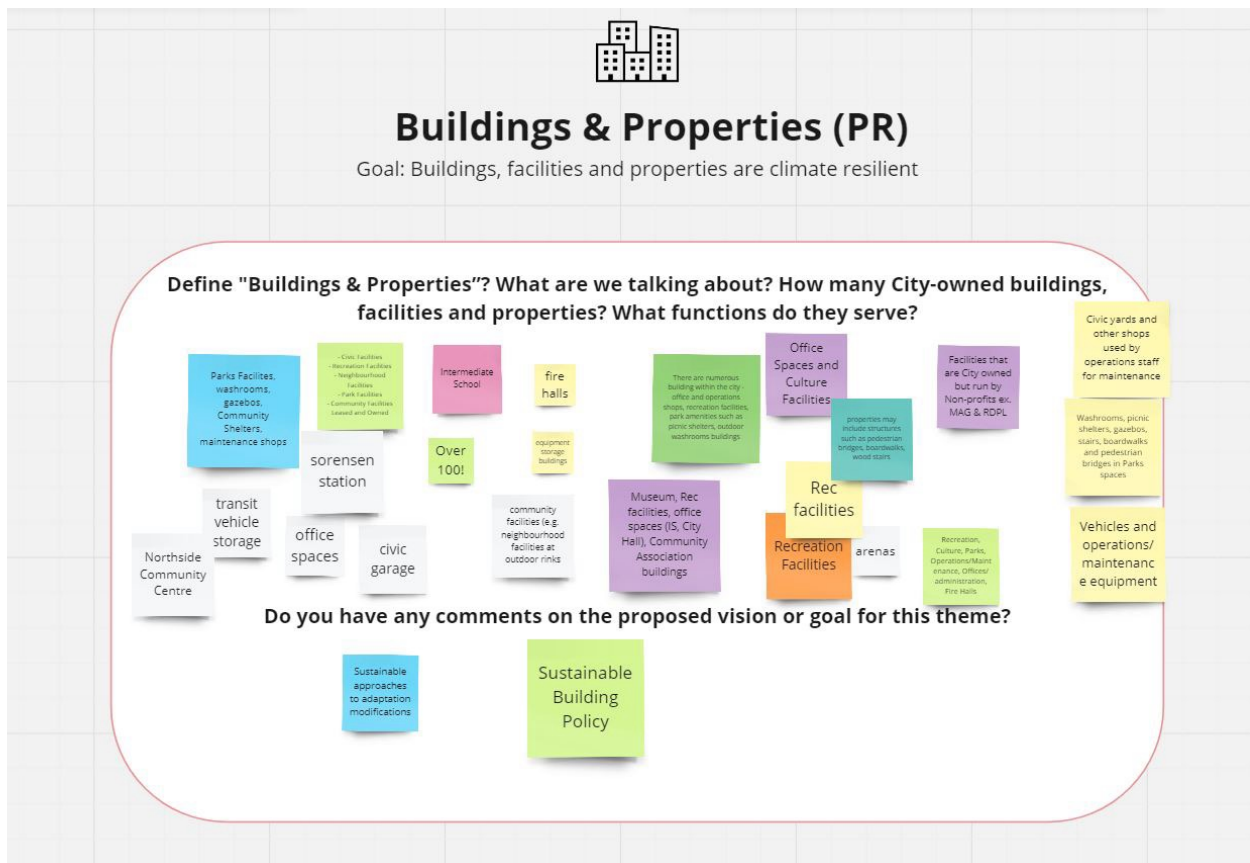 Buildings & Properties (PR)
Goal: Buildings, facilities and properties are climate resilient
Define "Buildings & Properties”? What are we talking about? How many City-owned buildings,
facilities and properties? What functions do they serve?
Parks Facilites,
washrooms,
gazebos,
Community
Shelters,
maintenance shops
- Civic Facilities
- Recreation Facilities
- Neighbourhood
Facilities
- Park Facilities
- Community Facilities
Leased and Owned
Intermediate
School
fire
halls
There are numerous
building within the city -
office and operations
shops, recreation facilities,
park amenities such as
picnic shelters, outdoor
washrooms buildings
Office
Spaces and
Culture
Facilities
properties may
include structures
such as pedestrian
bridges, boardwalks,
wood stairs
Facilities that
are City owned
but run by
Non-profits ex.
MAG & RDPL
Civic yards and
other shops
used by
operations staff
for maintenance
sorensen
station
Over
100!
equipment
storage
buildings
Washrooms, picnic
shelters, gazebos,
stairs, boardwalks
and pedestrian
bridges in Parks
spaces
transit
vehicle
storage
Northside
Community
Centre
office
spaces
civic
garage
community
facilities (e.g.
neighbourhood
facilities at
outdoor rinks
Museum, Rec
facilities, office
spaces (IS, City
Hall), Community
Association
buildings
Rec
facilities
Recreation
Facilities
arenas
Recreation,
Culture, Parks,
Operations/Maint
enance, Offices/
administration,
Fire Halls
Vehicles and
operations/
maintenanc
e equipment
Do you have any comments on the proposed vision or goal for this theme?
Sustainable
approaches
to adaptation
modifications
Sustainable
Building
Policy